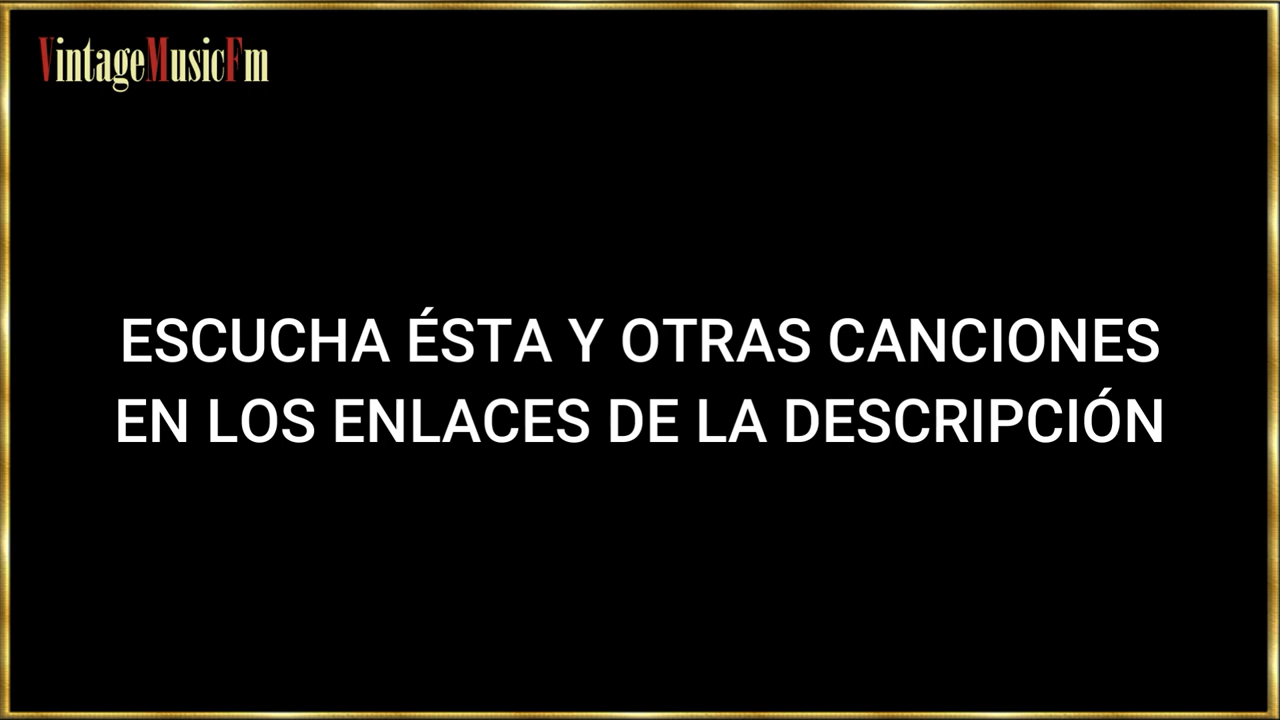 VintageMusicFm
ESCUCHA ÉSTA Y OTRAS CANCIONES
EN LOS ENLACES DE LA DESCRIPCIÓN